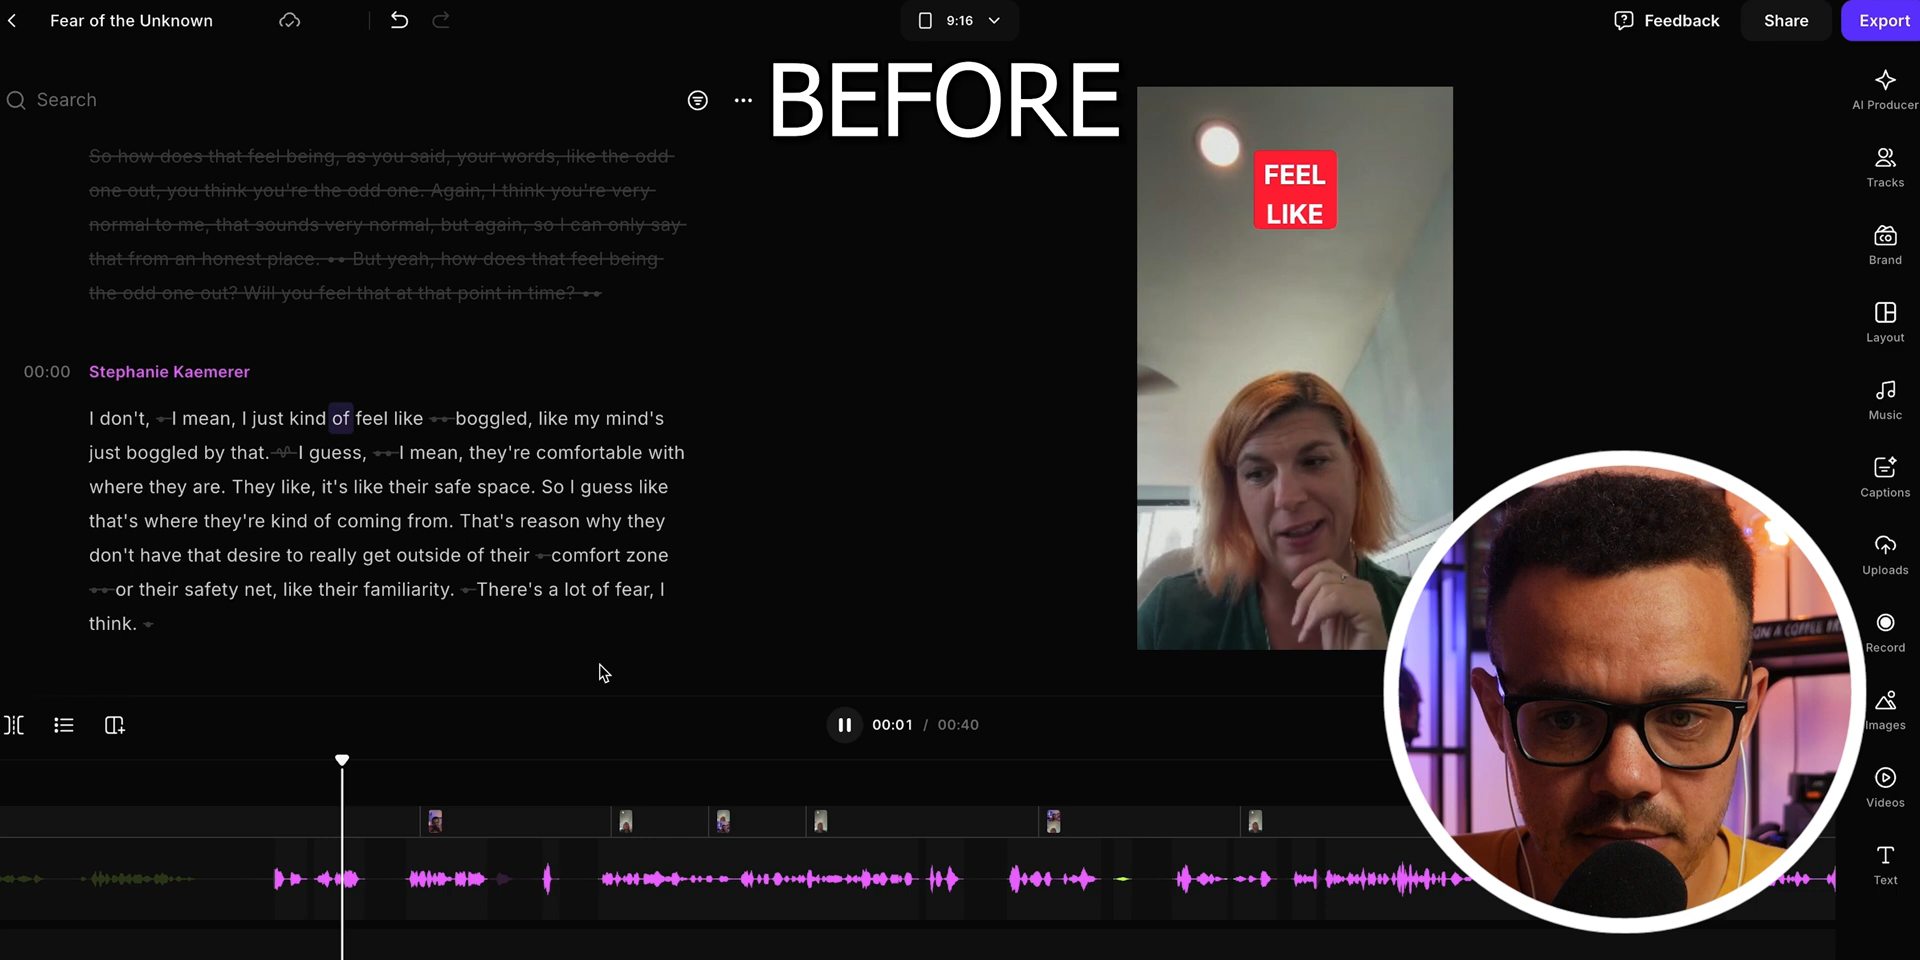 Fear of the Unknown
9:16
Feedback
Share
Export
Search
BEFORE
So how does that feel being, as you said, your words, like the odd
one out, you think you're the odd one. Again, I think you're very
normal to me, that sounds very normal, but again, so I can only say
that from an honest place. •• But yeah, how does that feel being
the odd one out? Will you feel that at that point in time? ••
00:00 Stephanie Kaemerer
I don't, I mean, I just kind of feel like boggled, like my mind's
just boggled by that. I guess, I mean, they're comfortable with
where they are. They like, it's like their safe space. So I guess like
that's where they're kind of coming from. That's reason why they
don't have that desire to really get outside of their comfort zone
or their safety net, like their familiarity. There's a lot of fear, I
think.
FEEL
LIKE
00:01 / 00:40
AI Producer
Tracks
Brand
Layout
Music
Captions
Uploads
Record
Images
Videos
Text
ON A COFFEE